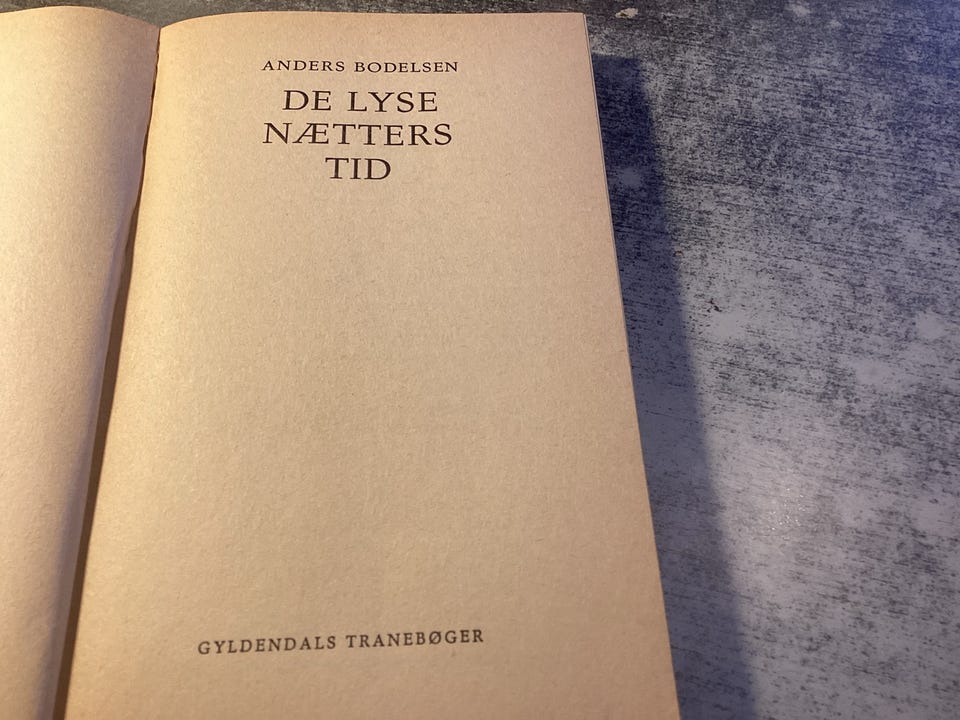 ANDERS BODELSEN
DE LYSE
NÆTTERS
TID
GYLDENDALS TRANEBØGER